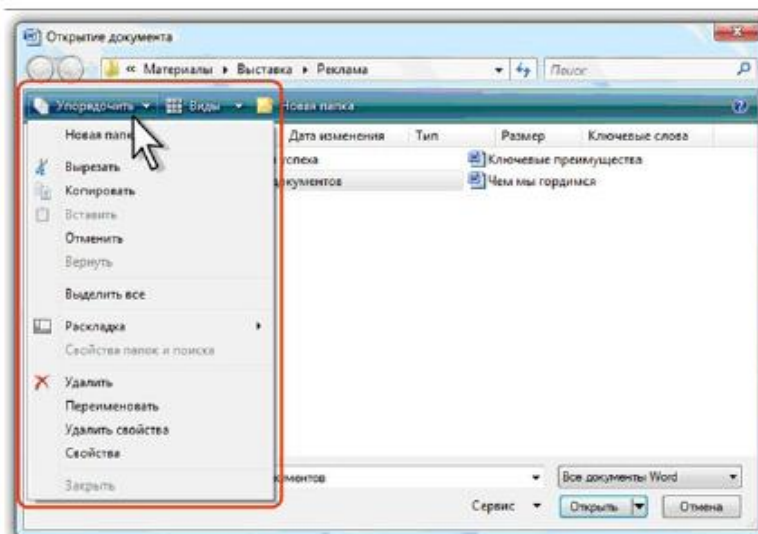 Открытие документа
« Материалы ▸ Выставка ▸ Реклама
Поиск
Упорядочить Виды Новая папка
Новая пап
Дата изменения Тип Размер Ключевые слова
успеха Ключевые преимущества
Вырезать
документов Чем мы гордимся
Копировать
Вставить
Отменить
Вернуть
Выделить все
Раскладка
Свойства папок и поиска
Удалить
Переименовать
Удалить свойства
Свойства
Закрыть
ументов Все документы Word
Сервис Открыть Отмена